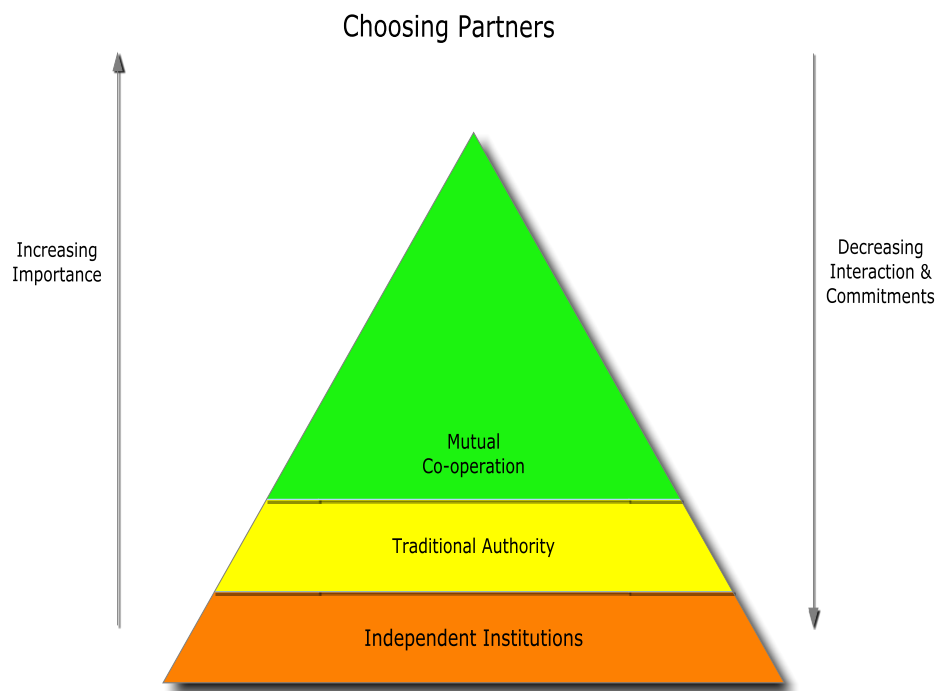 Choosing Partners
Increasing
Importance
Decreasing
Interaction &
Commitments
Mutual
Co-operation
Traditional Authority
Independent Institutions